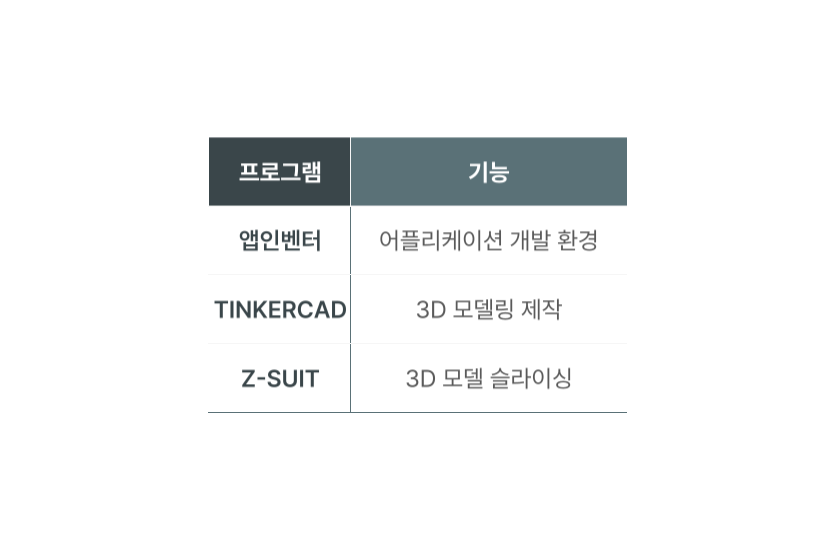 프로그램 기능
앱인벤터 어플리케이션 개발 환경
TINKERCAD 3D 모델링 제작
Z-SUIT 3D 모델 슬라이싱